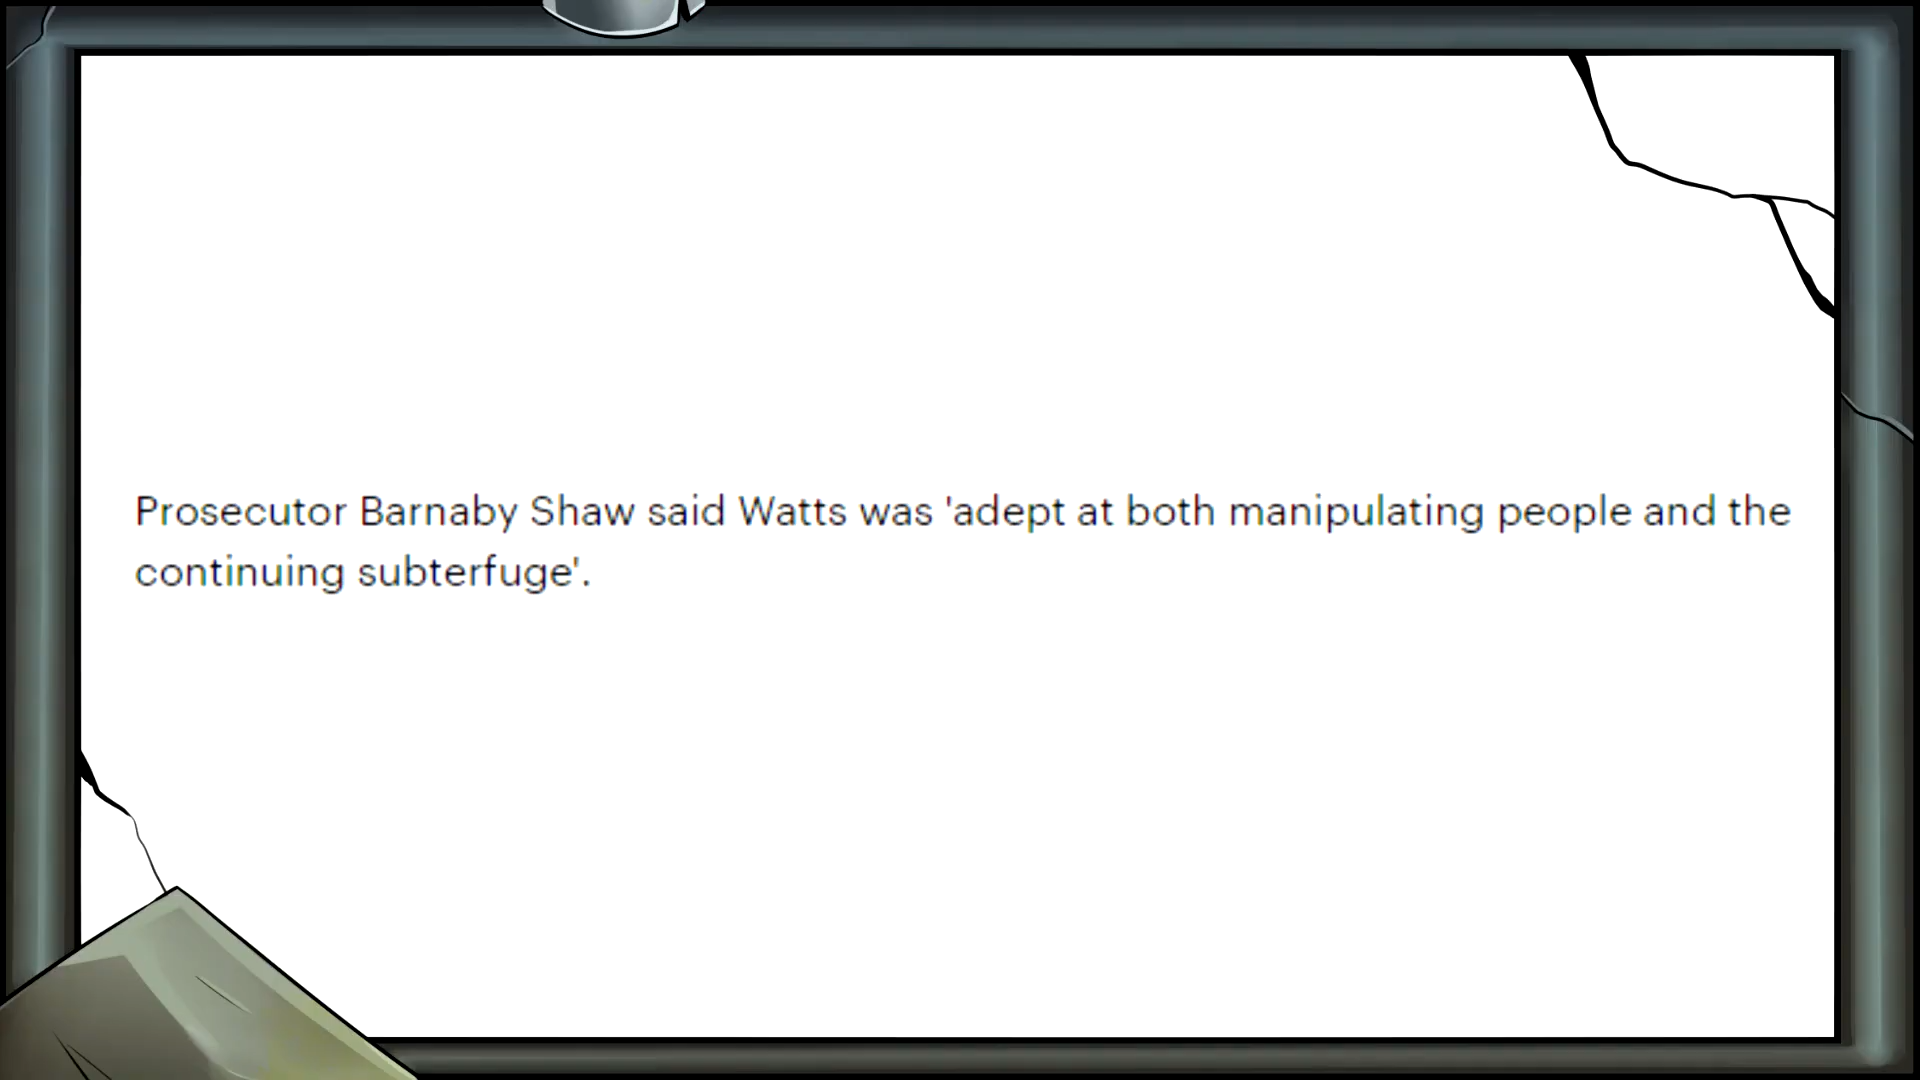 Prosecutor Barnaby Shaw said Watts was 'adept at both manipulating people and the
continuing subterfuge'.